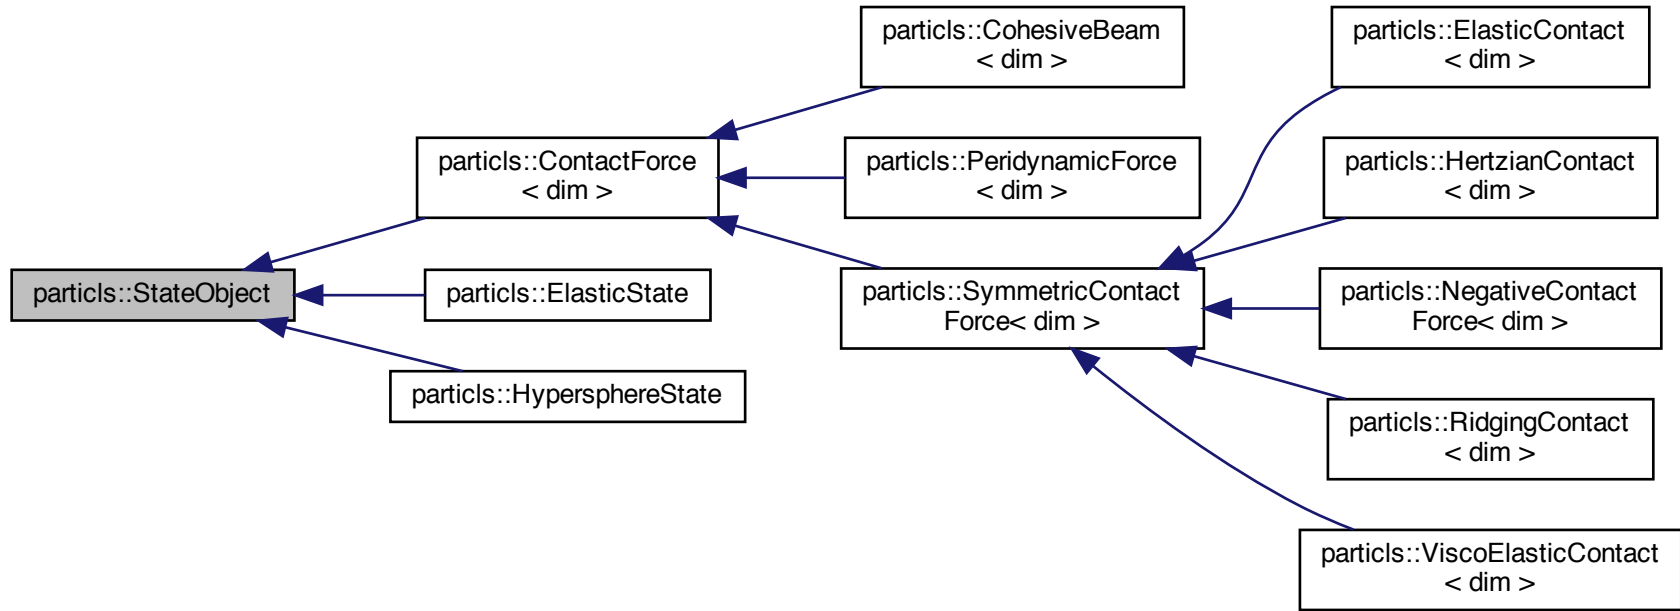 particls::StateObject
particls::ContactForce
< dim >
particls::ElasticState
particls::HypersphereState
particls::CohesiveBeam
< dim >
particls::PeridynamicForce
< dim >
particls::SymmetricContact
Force< dim >
particls::ElasticContact
< dim >
particls::HertzianContact
< dim >
particls::NegativeContact
Force< dim >
particls::RidgingContact
< dim >
particls::ViscoElasticContact
< dim >